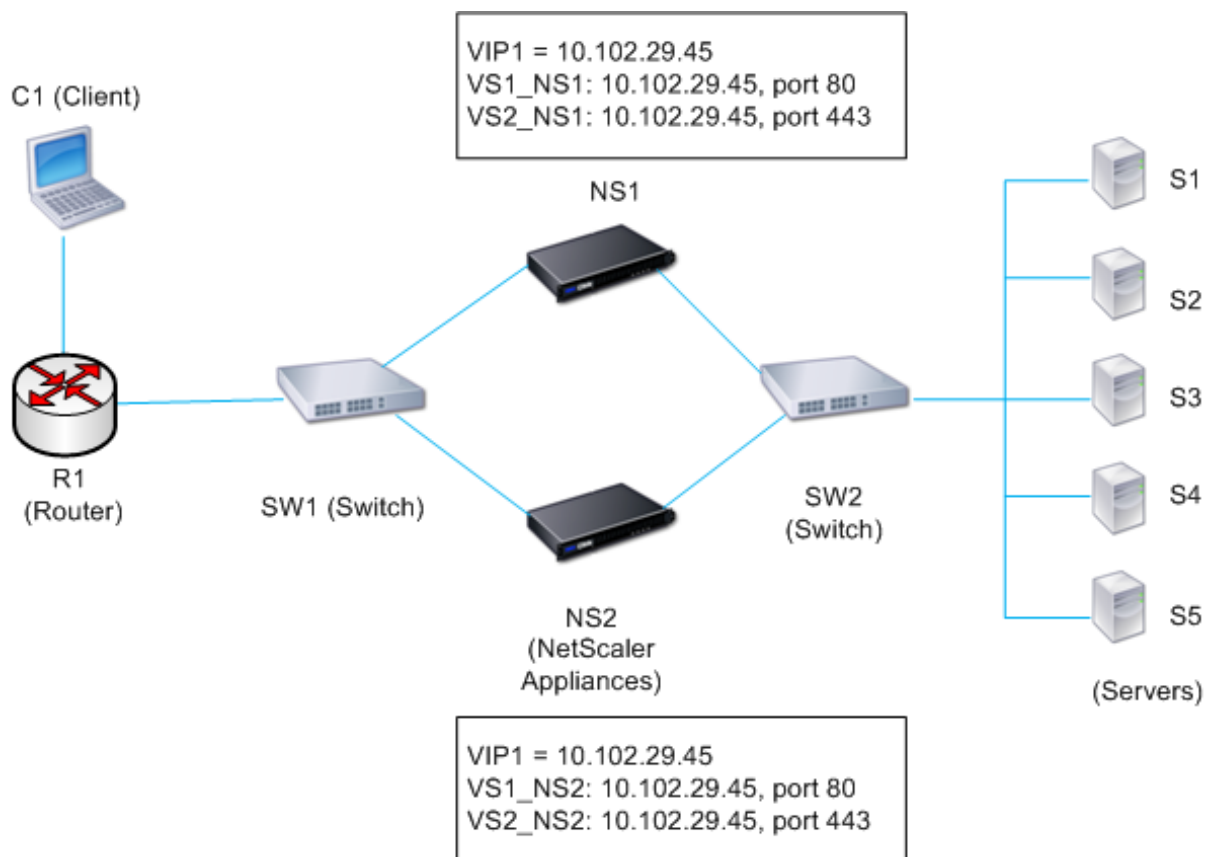 VIP1 = 10.102.29.45
VS1_NS1: 10.102.29.45, port 80
VS2_NS1: 10.102.29.45, port 443
C1 (Client)
NS1
S1
S2
S3
S4
S5
(Servers)
R1
(Router)
SW1 (Switch)
SW2
(Switch)
NS2
(NetScaler
Appliances)
VIP1 = 10.102.29.45
VS1_NS2: 10.102.29.45, port 80
VS2_NS2: 10.102.29.45, port 443